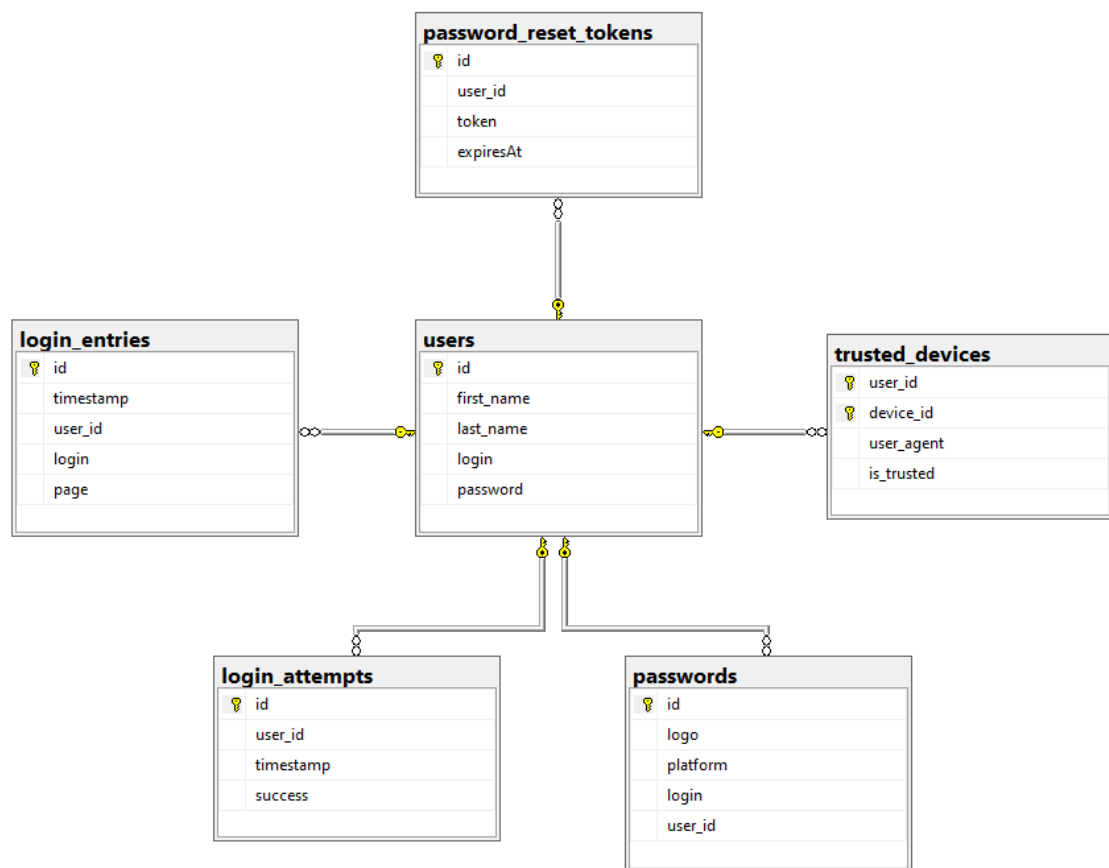 password_reset_tokens
id
user_id
token
expiresAt
login_entries
id
timestamp
user_id
login
page
users
id
first_name
last_name
login
password
trusted_devices
user_id
device_id
user_agent
is_trusted
login_attempts
id
user_id
timestamp
success
passwords
id
logo
platform
login
user_id